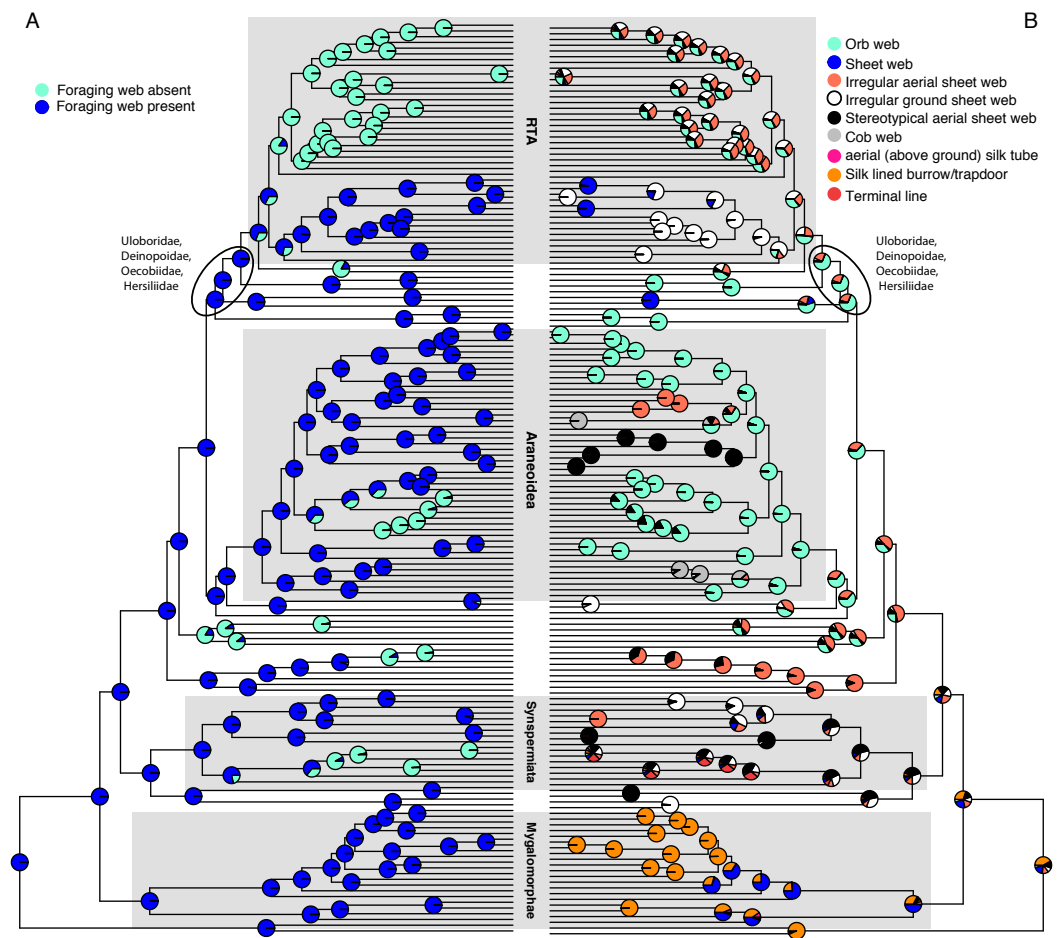 A
B
Foraging web absent
Foraging web present
Orb web
Sheet web
Irregular aerial sheet web
Irregular ground sheet web
Stereotypical aerial sheet web
Cob web
aerial (above ground) silk tube
Silk lined burrow/trapdoor
Terminal line
RTA
Uloboridae,
Deinopoidae,
Oecobiidae,
Hersiliidae
Uloboridae,
Deinopoidae,
Oecobiidae,
Hersiliidae
Araneoidea
Synspermiata
Mygalomorphae